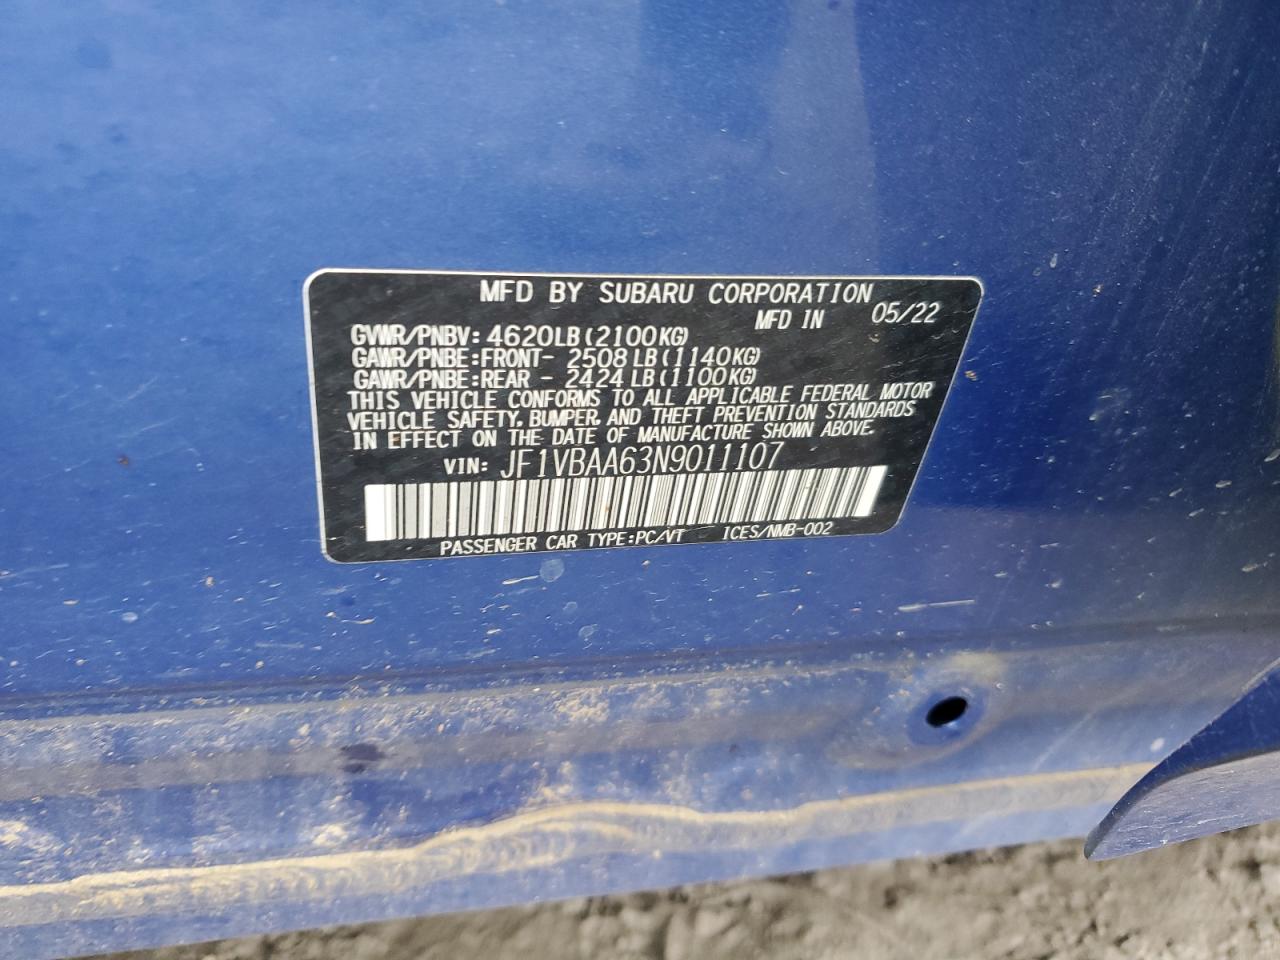 MFD BY SUBARU CORPORATION
MFD IN 05/22
GVWR/PNBV: 4620LB(2100KG)
GAWR/PNBE:FRONT- 2508 LB(1140KG)
GAWR/PNBE:REAR - 2424 LB(1100KG)
THIS VEHICLE CONFORMS TO ALL APPLICABLE FEDERAL MOTOR
VEHICLE SAFETY, BUMPER, AND THEFT PREVENTION STANDARDS
IN EFFECT ON THE DATE OF MANUFACTURE SHOWN ABOVE.
VIN: JF1VBAA63N9011107
PASSENGER CAR TYPE:PC/VT ICES/NMB-002